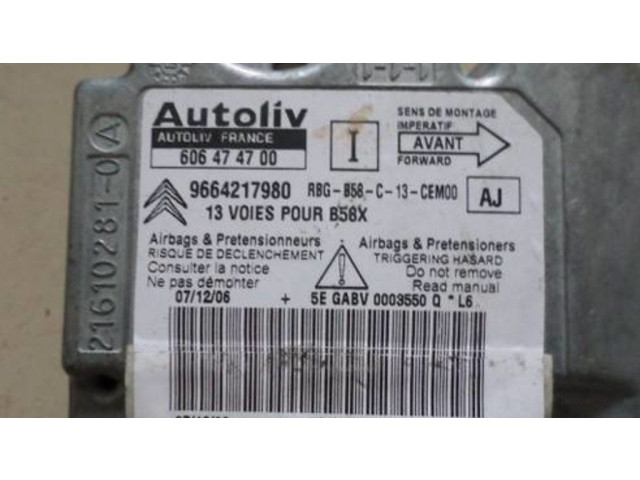 Autoliv
AUTOLIV FRANCE
606 47 47 00
I
SENS DE MONTAGE
IMPERATIF
AVANT
FORWARD
9664217980 RBG-B58-C-13-CEM00 AJ
13 VOIES POUR B58X
Airbags & Pretensionneurs
RISQUE DE DECLENCHEMENT
Consulter la notice
Ne pas démonter
Airbags & Pretensioners
TRIGGERING HASARD
Do not remove
Read manual
07/12/06 + 5E GABV 0003550 Q * L6
21610281-0 A